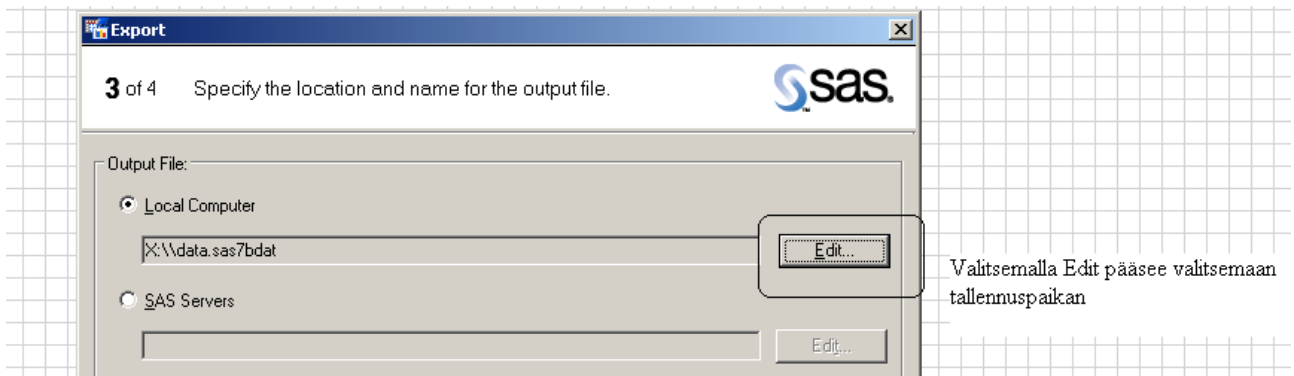 Export
3 of 4 Specify the location and name for the output file.
sas.
TM
Output File:
Local Computer
X:\\data.sas7bdat
Edit...
Valitsemalla Edit pääsee valitsemaan
tallennuspaikan
SAS Servers
Edit...